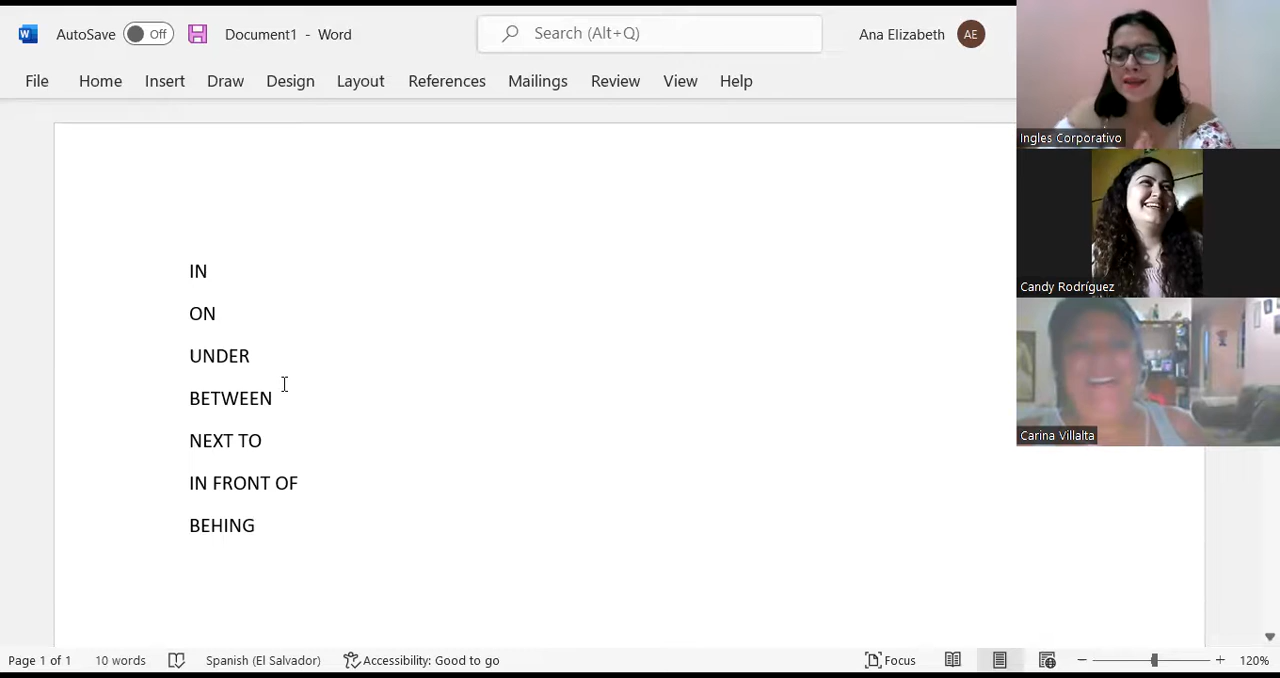 AutoSave Off Document1 - Word Search (Alt+Q) Ana Elizabeth AE
File Home Insert Draw Design Layout References Mailings Review View Help
Ingles Corporativo
Candy Rodríguez
Carina Villalta
IN
ON
UNDER
BETWEEN
NEXT TO
IN FRONT OF
BEHING
Page 1 of 1 10 words Spanish (El Salvador) Accessibility: Good to go Focus 120%